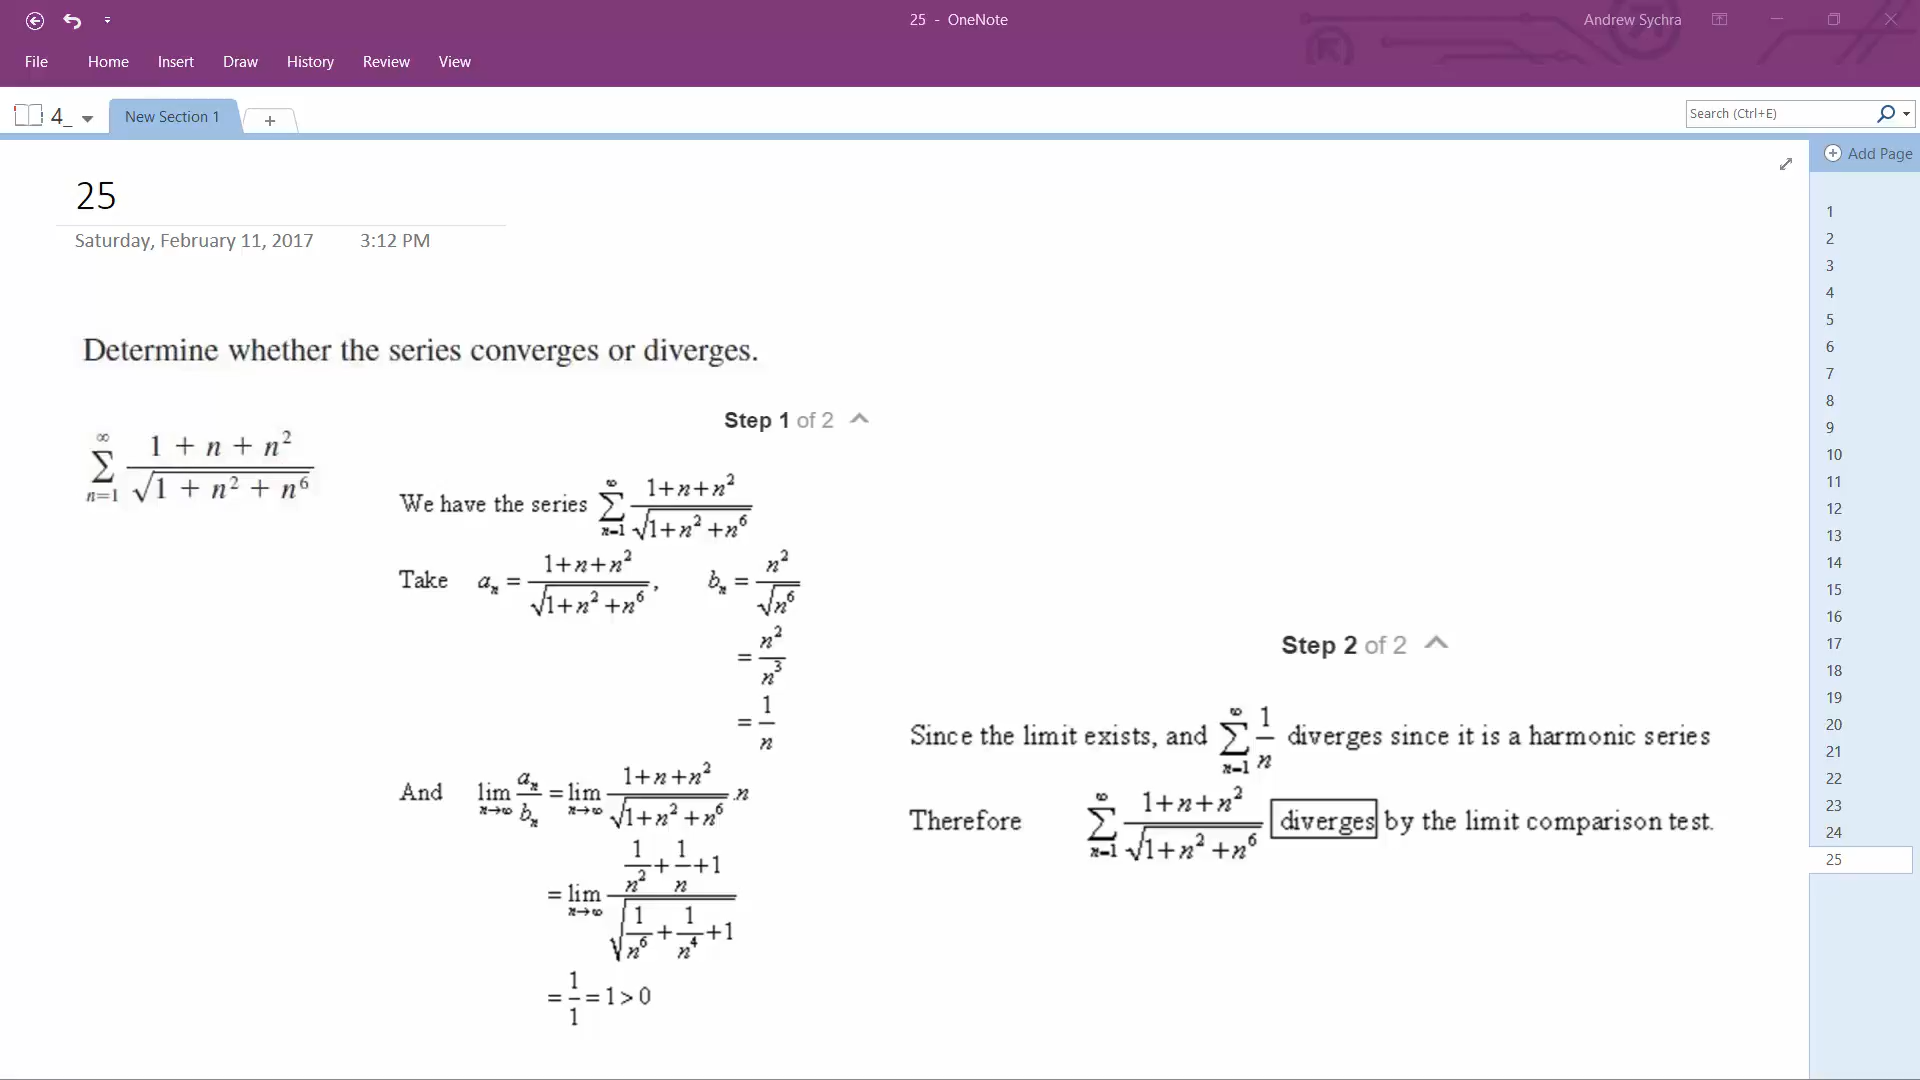 25 - OneNote
Andrew Sychra
File Home Insert Draw History Review View
4_ New Section 1 +
Search (Ctrl+E)
Add Page
25
Saturday, February 11, 2017 3:12 PM
Determine whether the series converges or diverges.
∞ ∑ n=1 (1 + n + n²)/√(1 + n² + n⁶)
Step 1 of 2
We have the series ∞ ∑ n=1 (1+n+n²)/√(1+n²+n⁶)
Take aₙ = (1+n+n²)/√(1+n²+n⁶), bₙ = n²/√n⁶
= n²/n³
= 1/n
And lim n→∞ aₙ/bₙ = lim n→∞ (1+n+n²)/√(1+n²+n⁶) .n
= lim n→∞ (1/n² + 1/n + 1)/√(1/n⁶ + 1/n⁴ + 1)
= 1/1 = 1 > 0
Step 2 of 2
Since the limit exists, and ∞ ∑ n=1 1/n diverges since it is a harmonic series
Therefore ∞ ∑ n=1 (1+n+n²)/√(1+n²+n⁶) diverges by the limit comparison test.
1
2
3
4
5
6
7
8
9
10
11
12
13
14
15
16
17
18
19
20
21
22
23
24
25